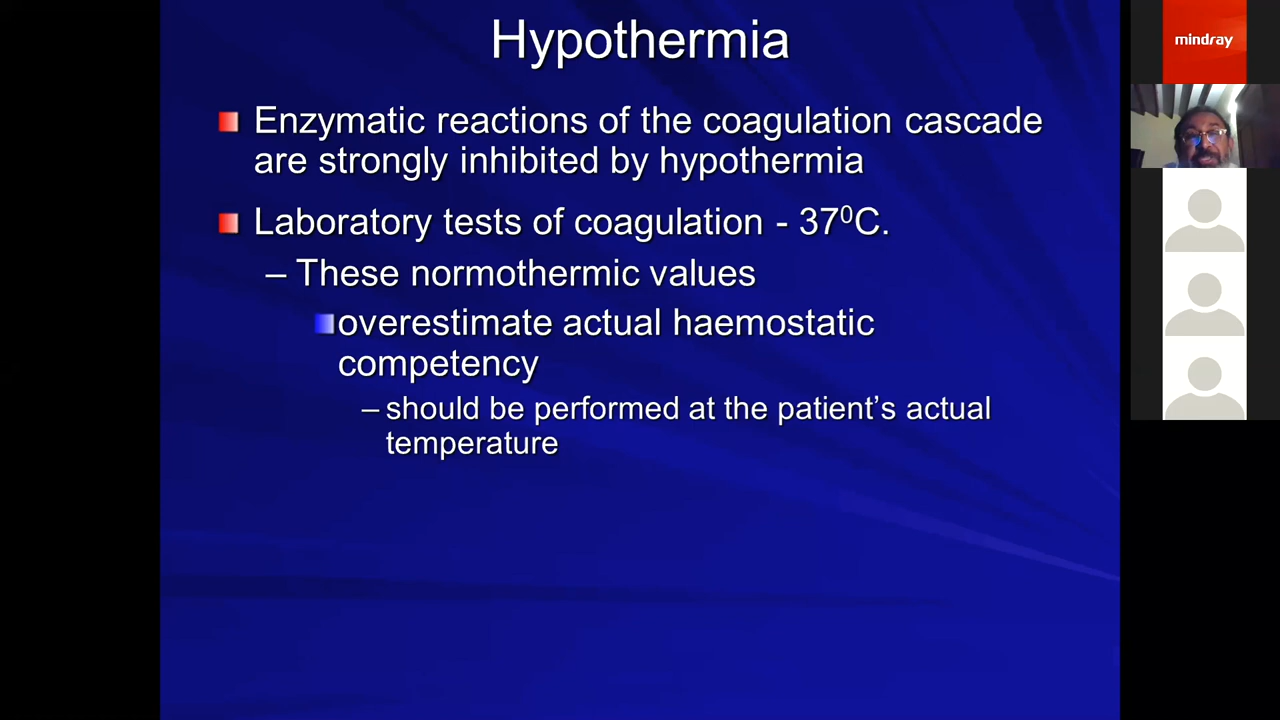 Hypothermia
Enzymatic reactions of the coagulation cascade
are strongly inhibited by hypothermia
Laboratory tests of coagulation - 37⁰C.
– These normothermic values
overestimate actual haemostatic
competency
– should be performed at the patient’s actual
temperature
mindray